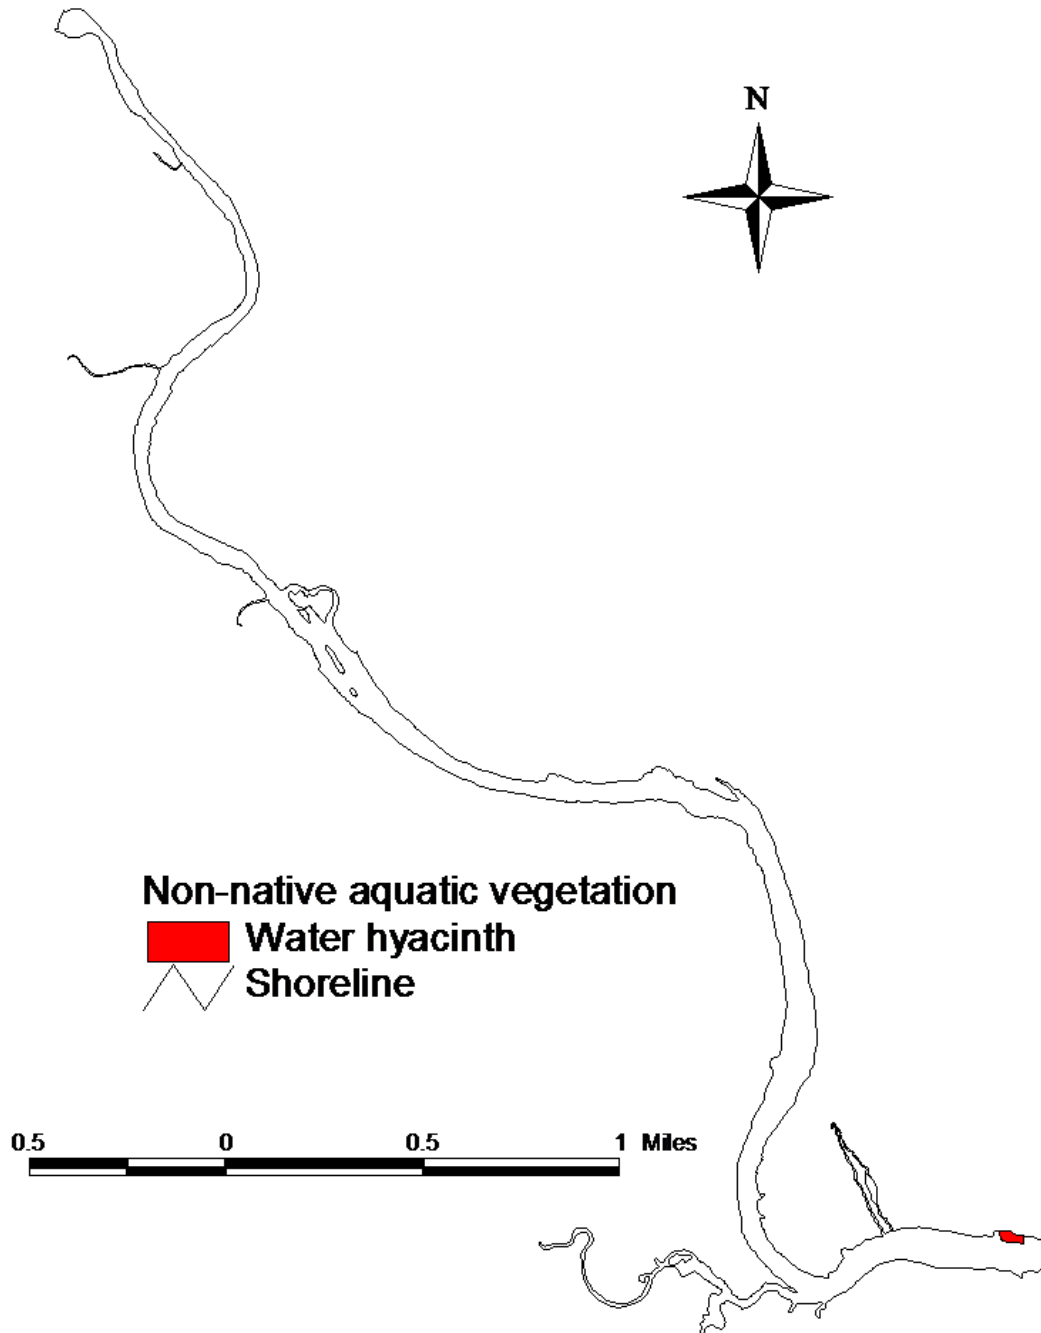 N
Non-native aquatic vegetation
Water hyacinth
Shoreline
0.5 0 0.5 1 Miles